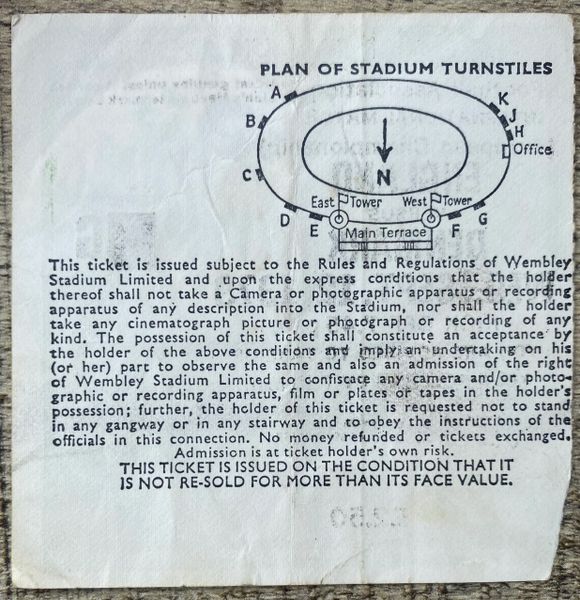 PLAN OF STADIUM TURNSTILES
A
B
C
D
E
K
J
H
Office
G
F
N
East Tower
West Tower
Main Terrace
This ticket is issued subject to the Rules and Regulations of Wembley
Stadium Limited and upon the express conditions that the holder
thereof shall not take a Camera or photographic apparatus or recording
apparatus of any description into the Stadium, nor shall the holder
take any cinematograph picture or photograph or recording of any
kind. The possession of this ticket shall constitute an acceptance by
the holder of the above conditions and imply an undertaking on his
(or her) part to observe the same and also an admission of the right
of Wembley Stadium Limited to confiscate any camera and/or photo-
graphic or recording apparatus, film or plates or tapes in the holder's
possession; further, the holder of this ticket is requested not to stand
in any gangway or in any stairway and to obey the instructions of the
officials in this connection. No money refunded or tickets exchanged.
Admission is at ticket holder's own risk.
THIS TICKET IS ISSUED ON THE CONDITION THAT IT
IS NOT RE-SOLD FOR MORE THAN ITS FACE VALUE.